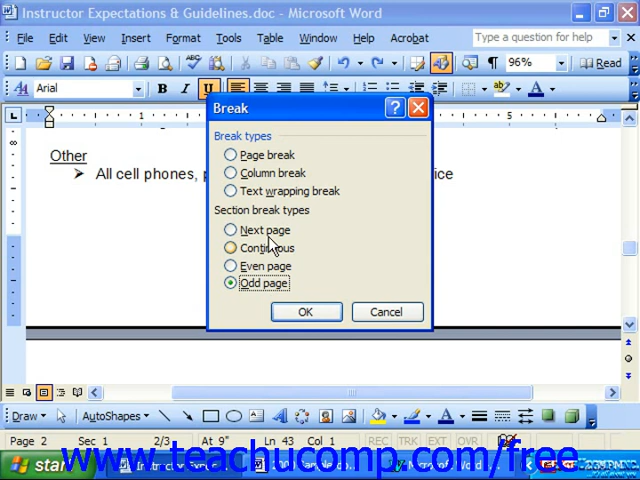 Instructor Expectations & Guidelines.doc - Microsoft Word
File Edit View Insert Format Tools Table Window Help Acrobat Type a question for help
96% Read
Arial B I U
1 5
Break
Break types
Page break
Column break
Text wrapping break
Section break types
Next page
Continuous
Even page
Odd page
OK Cancel
Other
All cell phones, ice
Draw AutoShapes
Page 2 Sec 1 2/3 At 9" Ln 43 Col 1 REC TRK EXT OVR
www.teachucomp.com/free
start